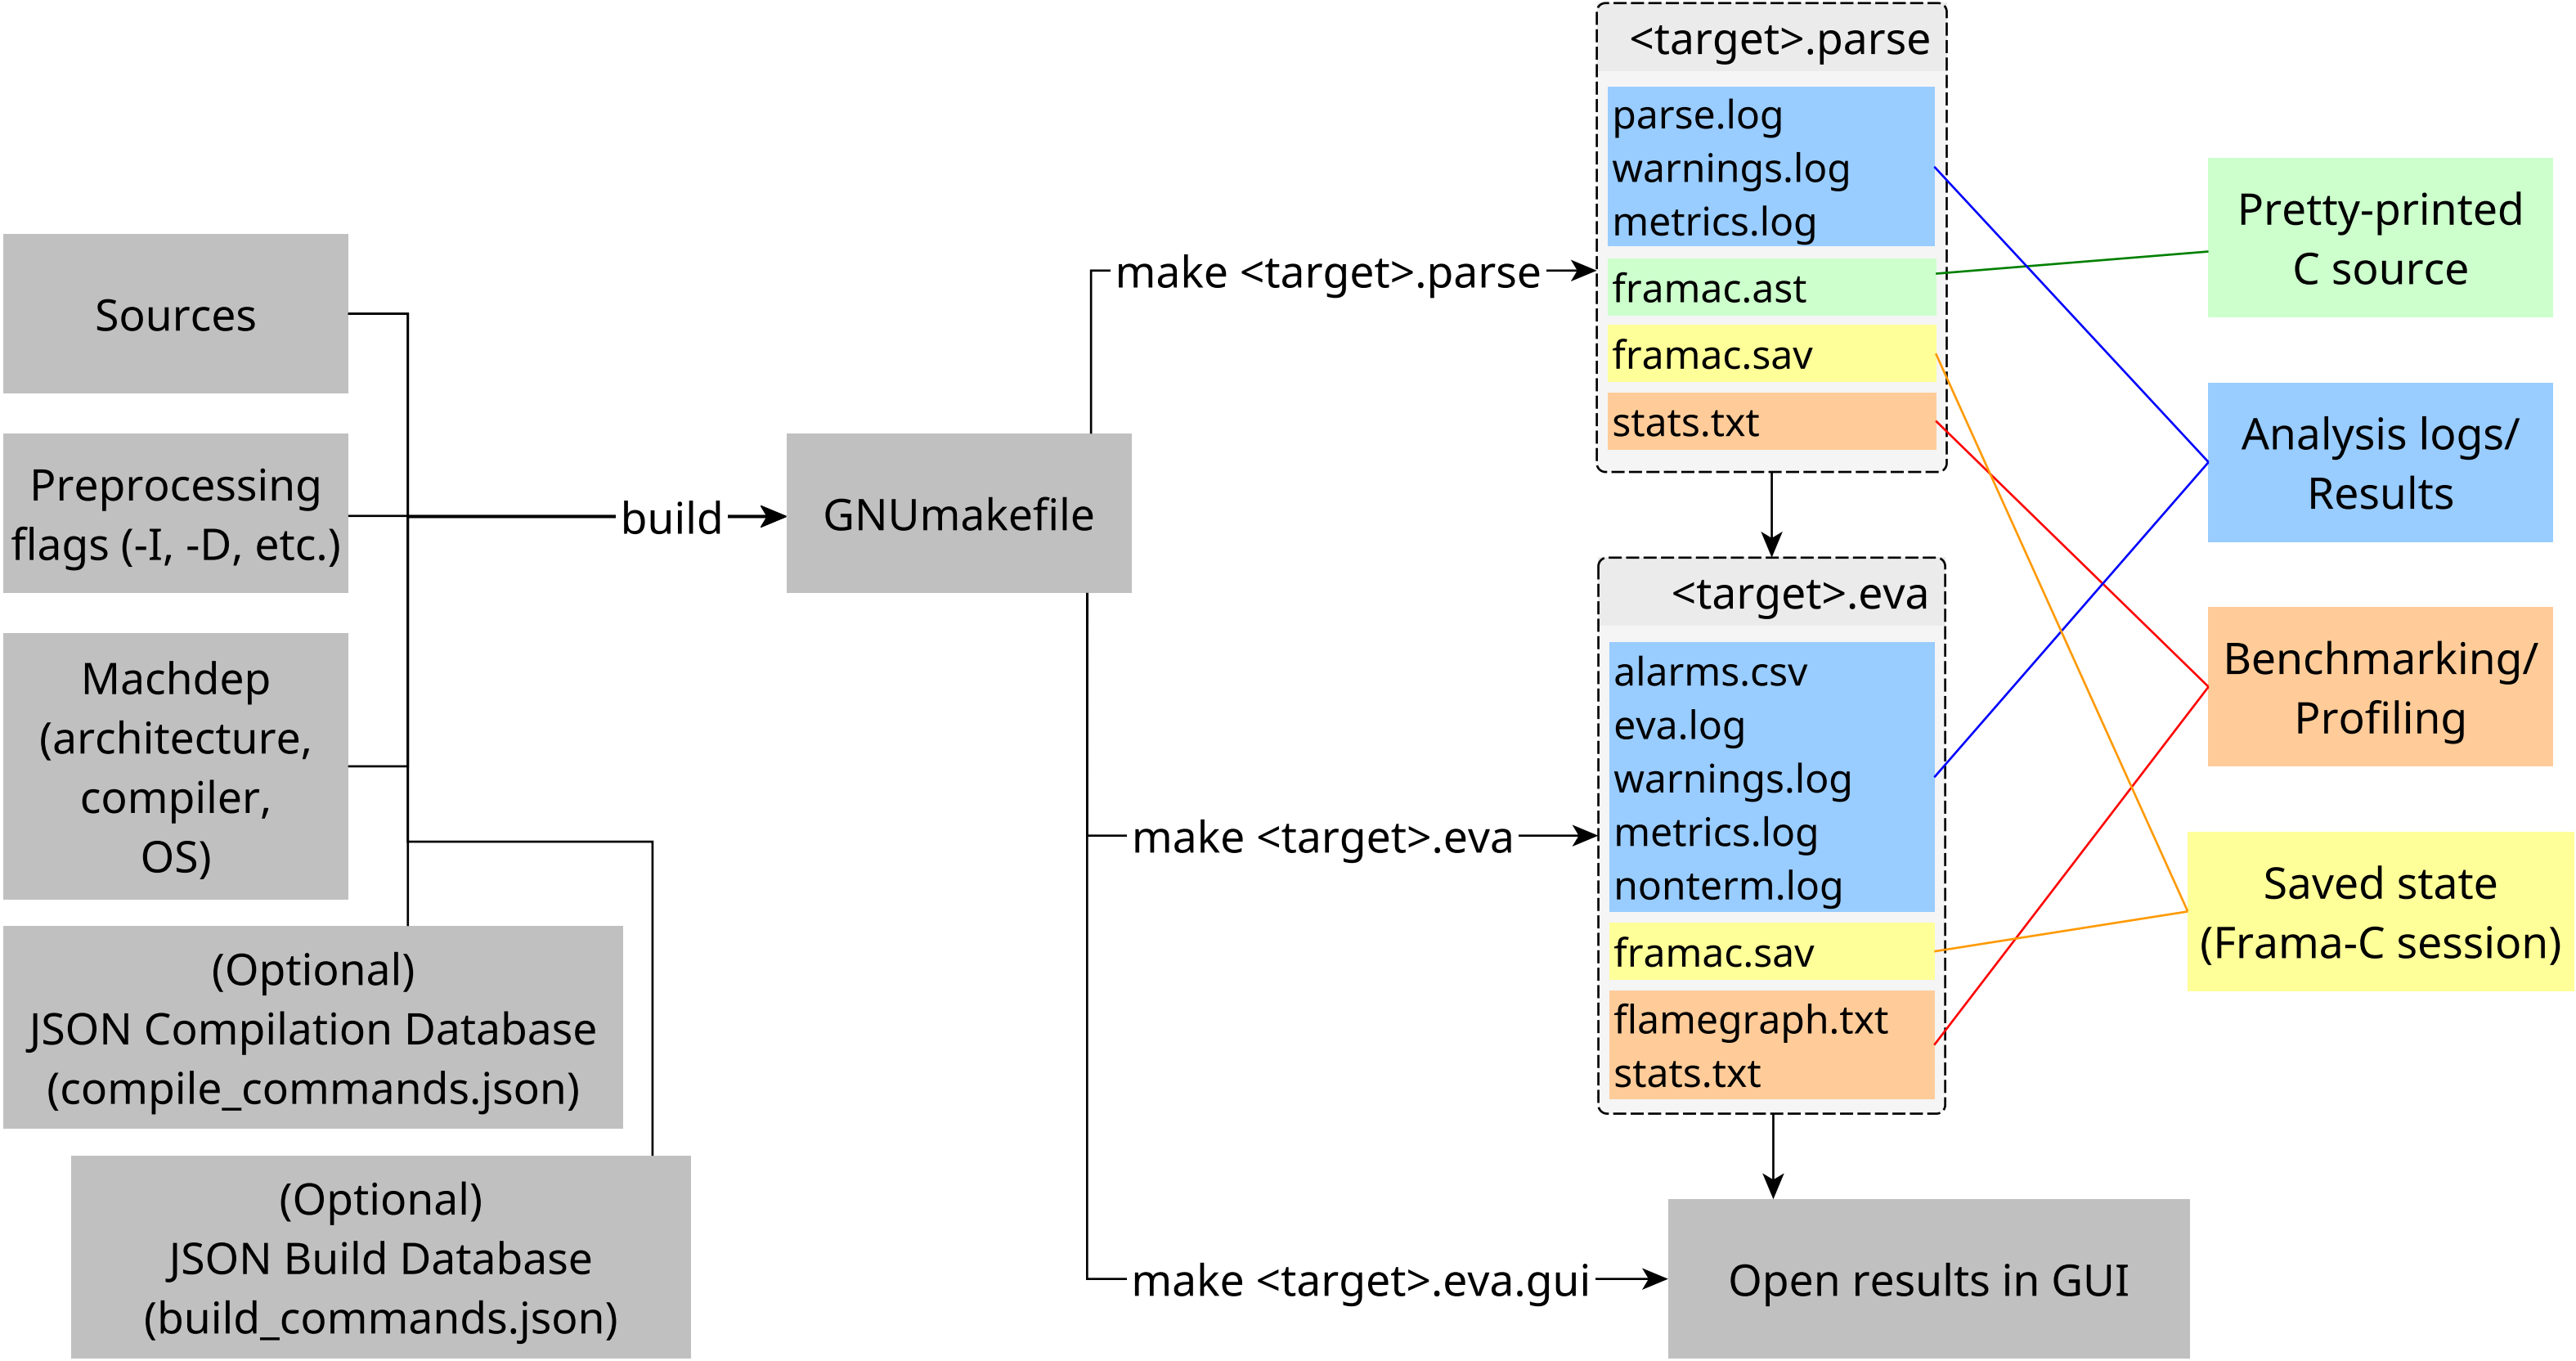 Sources
Preprocessing
flags (-I, -D, etc.)
Machdep
(architecture,
compiler,
OS)
(Optional)
JSON Compilation Database
(compile_commands.json)
(Optional)
JSON Build Database
(build_commands.json)
build
GNUmakefile
make <target>.parse
make <target>.eva
make <target>.eva.gui
<target>.parse
parse.log
warnings.log
metrics.log
framac.ast
framac.sav
stats.txt
<target>.eva
alarms.csv
eva.log
warnings.log
metrics.log
nonterm.log
framac.sav
flamegraph.txt
stats.txt
Open results in GUI
Pretty-printed
C source
Analysis logs/
Results
Benchmarking/
Profiling
Saved state
(Frama-C session)